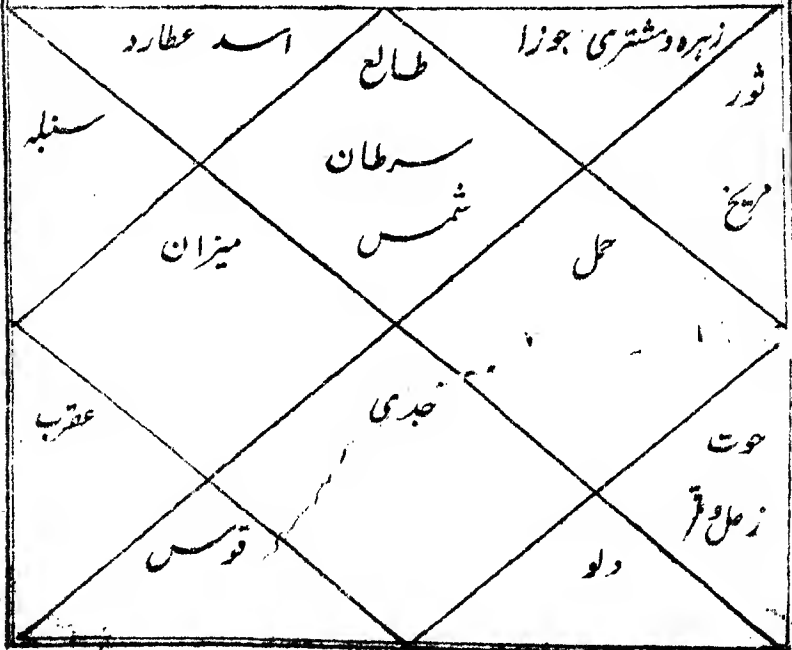 زہرہ و مشتری جوزا
اسد عطارد
طالع
سرطان
شمس
ثور
مریخ
سنبلہ
حمل
میزان
جدی
عقرب
حوت
زحل و قمر
قوس
دلو